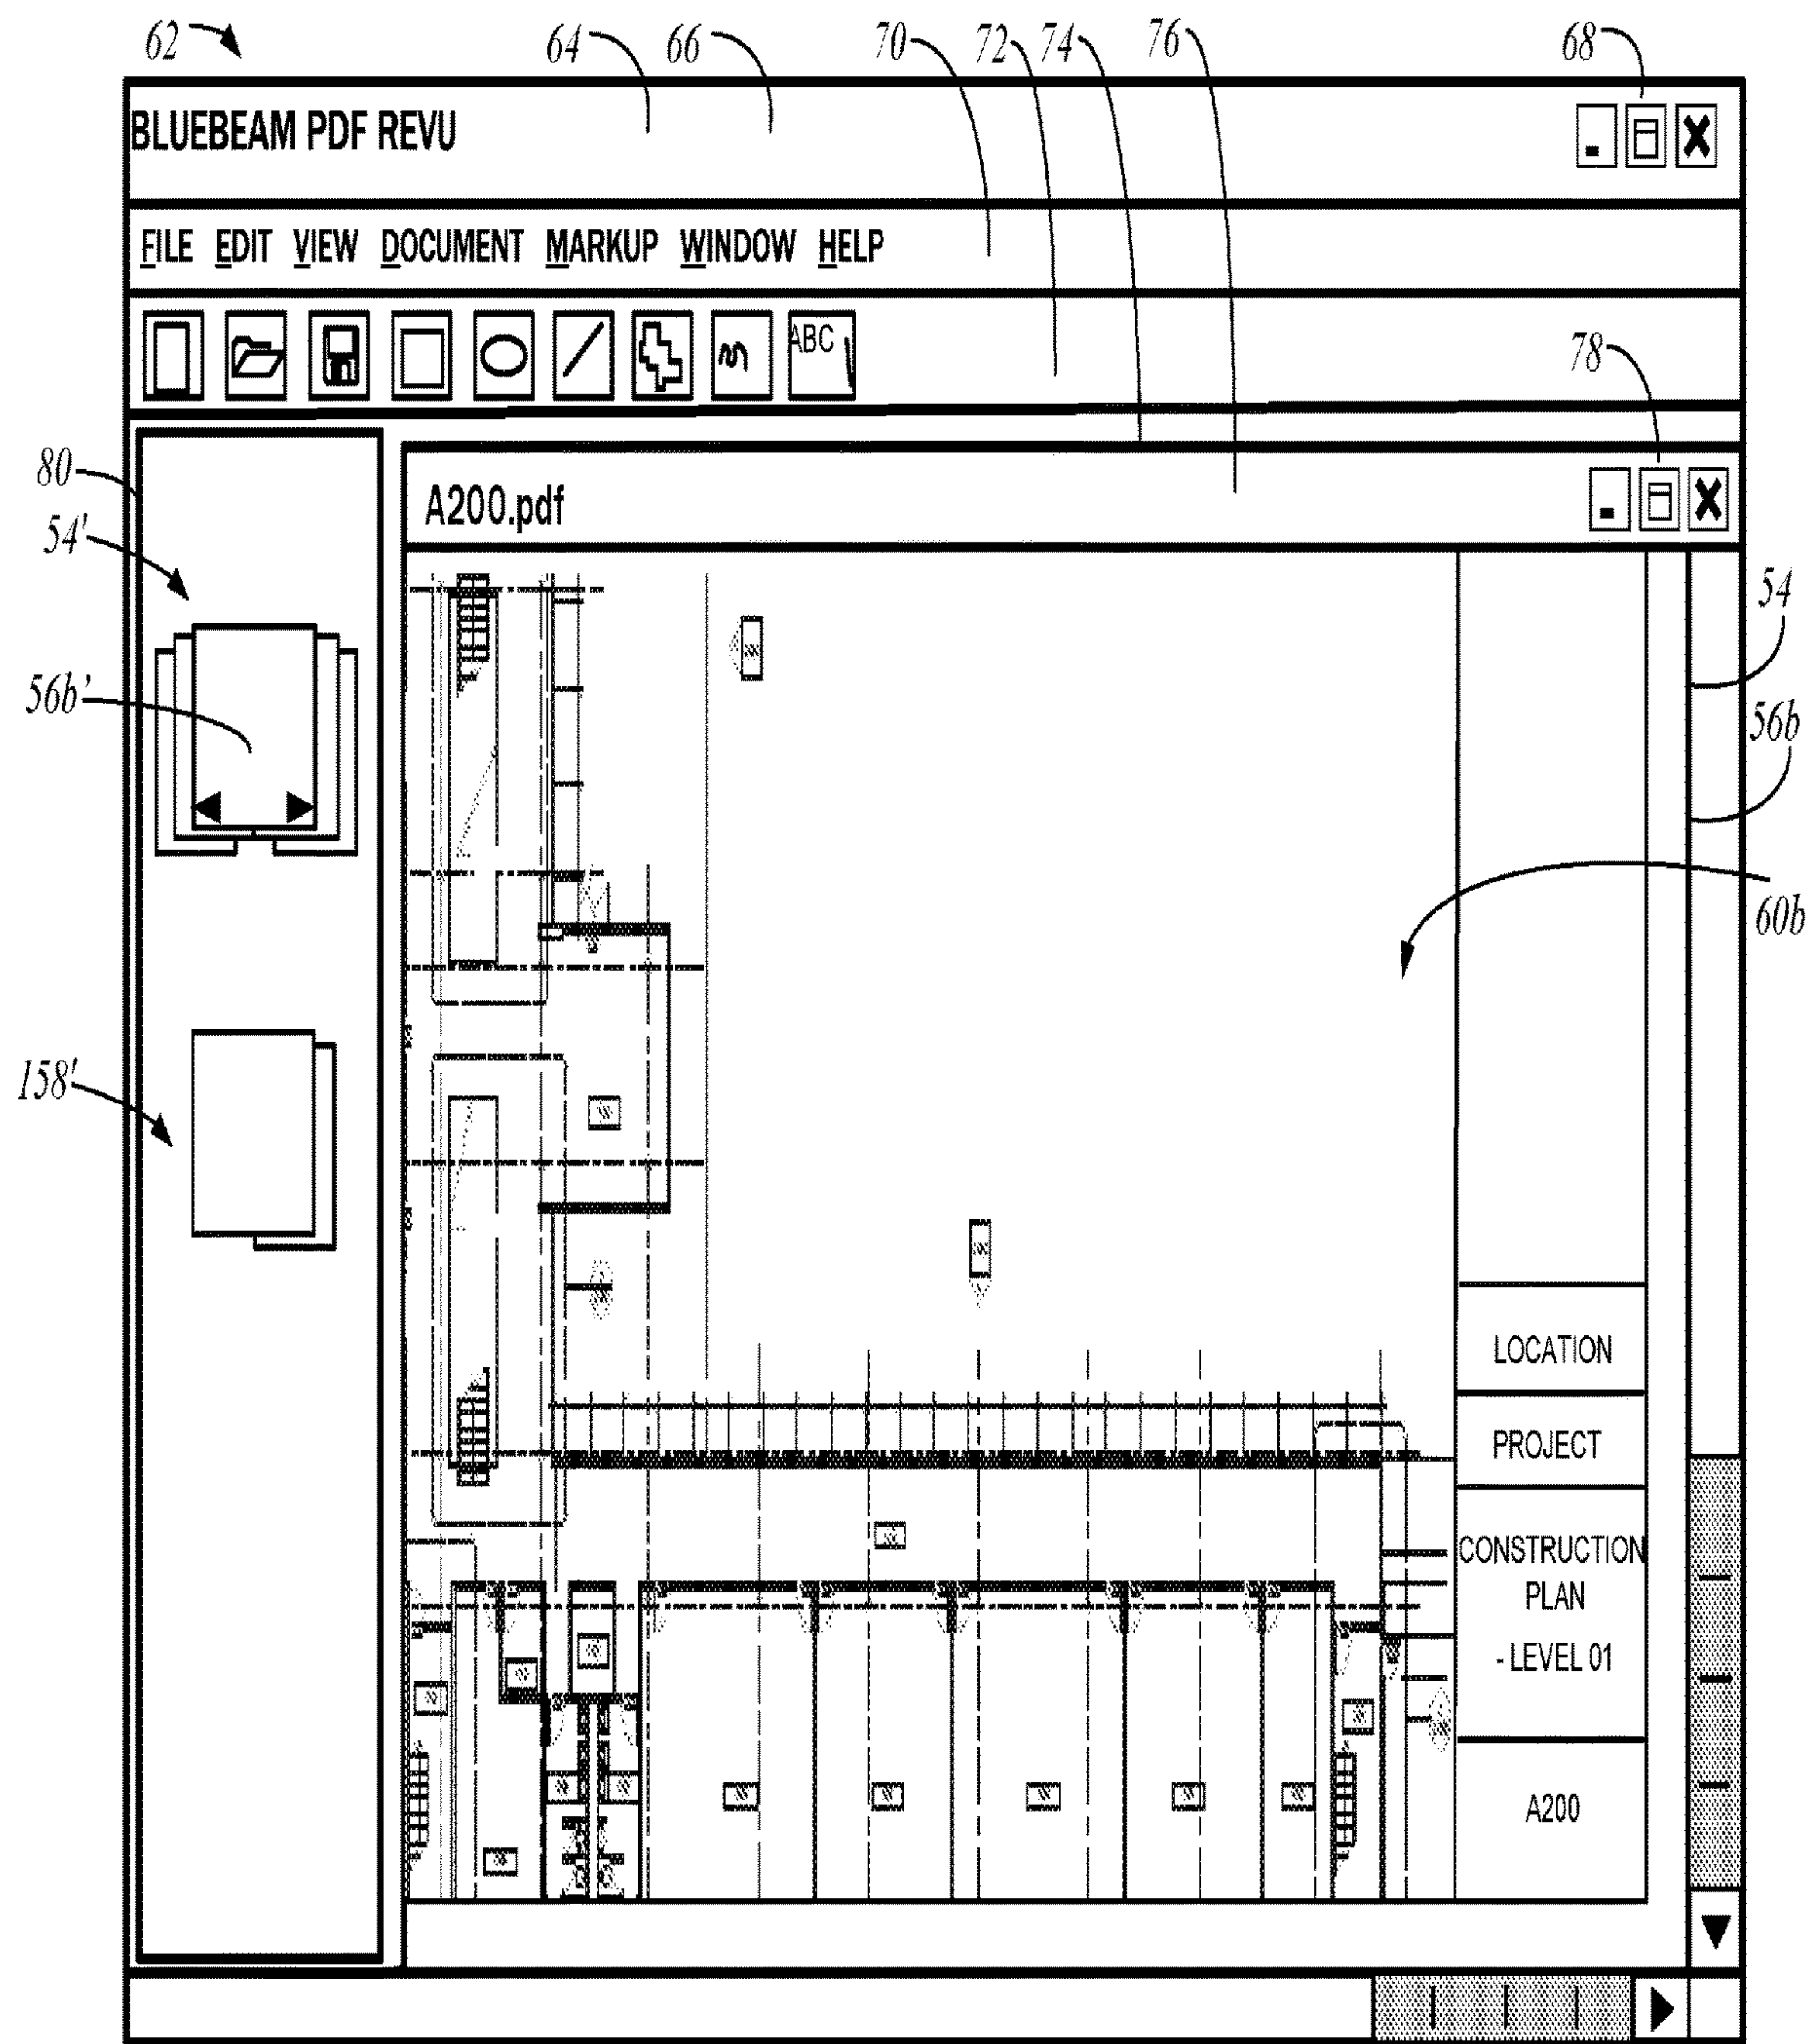 62 64 66 70 72 74 76 68
BLUEBEAM PDF REVU
FILE EDIT VIEW DOCUMENT MARKUP WINDOW HELP
ABC
78
80
A200.pdf
54'
54
56b'
56b
60b
158'
LOCATION
PROJECT
CONSTRUCTION
PLAN
- LEVEL 01
A200